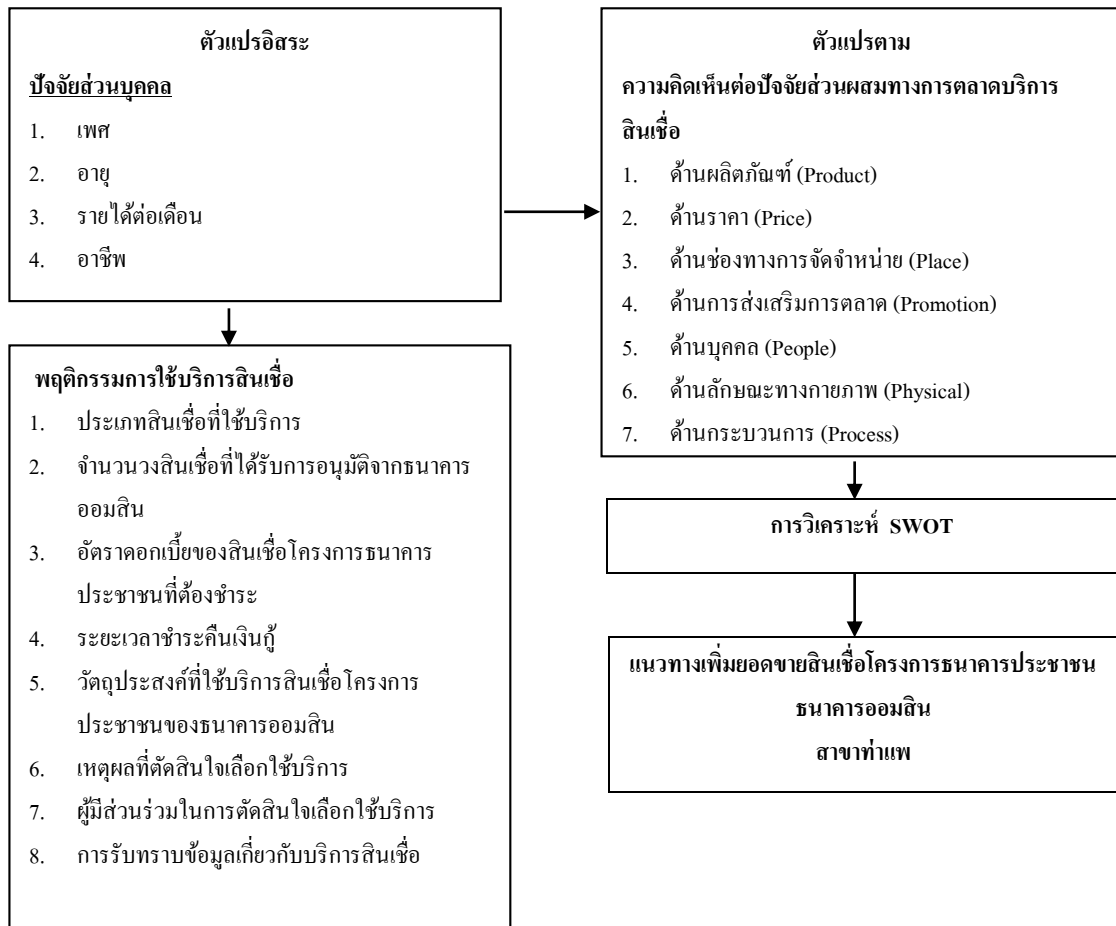 ตัวแปรอิสระ
ปัจจัยส่วนบุคคล
1. เพศ
2. อายุ
3. รายได้ต่อเดือน
4. อาชีพ
พฤติกรรมการใช้บริการสินเชื่อ
1. ประเภทสินเชื่อที่ใช้บริการ
2. จำนวนวงสินเชื่อที่ได้รับการอนุมัติจากธนาคาร
ออมสิน
3. อัตราดอกเบี้ยของสินเชื่อโครงการธนาคาร
ประชาชนที่ต้องชำระ
4. ระยะเวลาชำระคืนเงินกู้
5. วัตถุประสงค์ที่ใช้บริการสินเชื่อโครงการ
ประชาชนของธนาคารออมสิน
6. เหตุผลที่ตัดสินใจเลือกใช้บริการ
7. ผู้มีส่วนร่วมในการตัดสินใจเลือกใช้บริการ
8. การรับทราบข้อมูลเกี่ยวกับบริการสินเชื่อ
ตัวแปรตาม
ความคิดเห็นต่อปัจจัยส่วนผสมทางการตลาดบริการ
สินเชื่อ
1. ด้านผลิตภัณฑ์ (Product)
2. ด้านราคา (Price)
3. ด้านช่องทางการจัดจำหน่าย (Place)
4. ด้านการส่งเสริมการตลาด (Promotion)
5. ด้านบุคคล (People)
6. ด้านลักษณะทางกายภาพ (Physical)
7. ด้านกระบวนการ (Process)
การวิเคราะห์ SWOT
แนวทางเพิ่มยอดขายสินเชื่อโครงการธนาคารประชาชน
ธนาคารออมสิน
สาขาท่าแพ